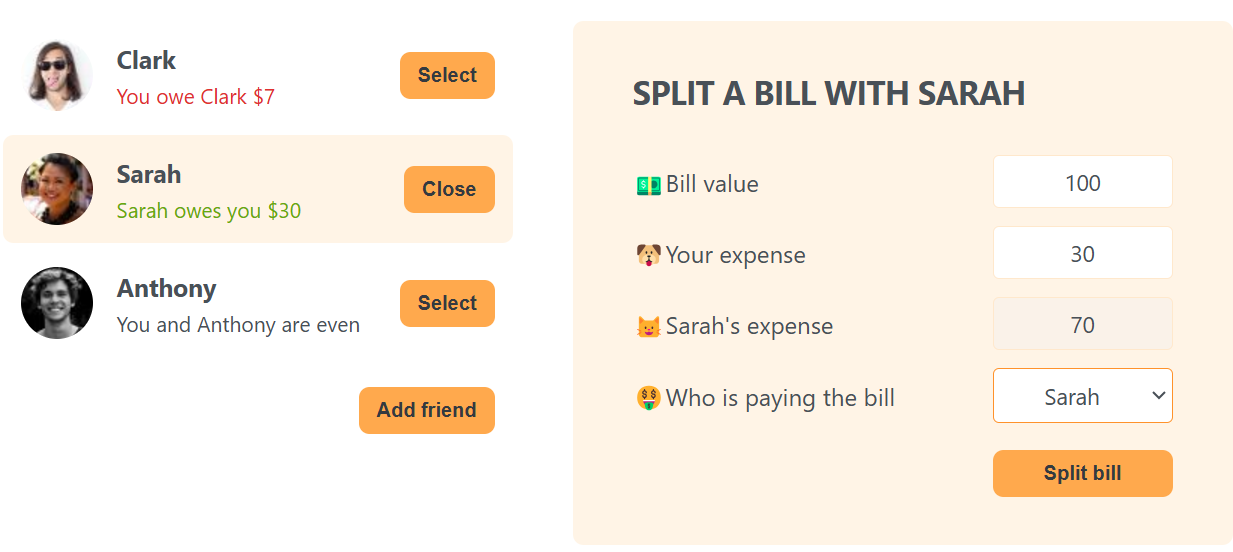 Clark
You owe Clark $7
Select
Sarah
Sarah owes you $30
Close
Anthony
You and Anthony are even
Select
Add friend
SPLIT A BILL WITH SARAH
💵 Bill value
100
🐶 Your expense
30
😺 Sarah's expense
70
🤑 Who is paying the bill
Sarah
Split bill